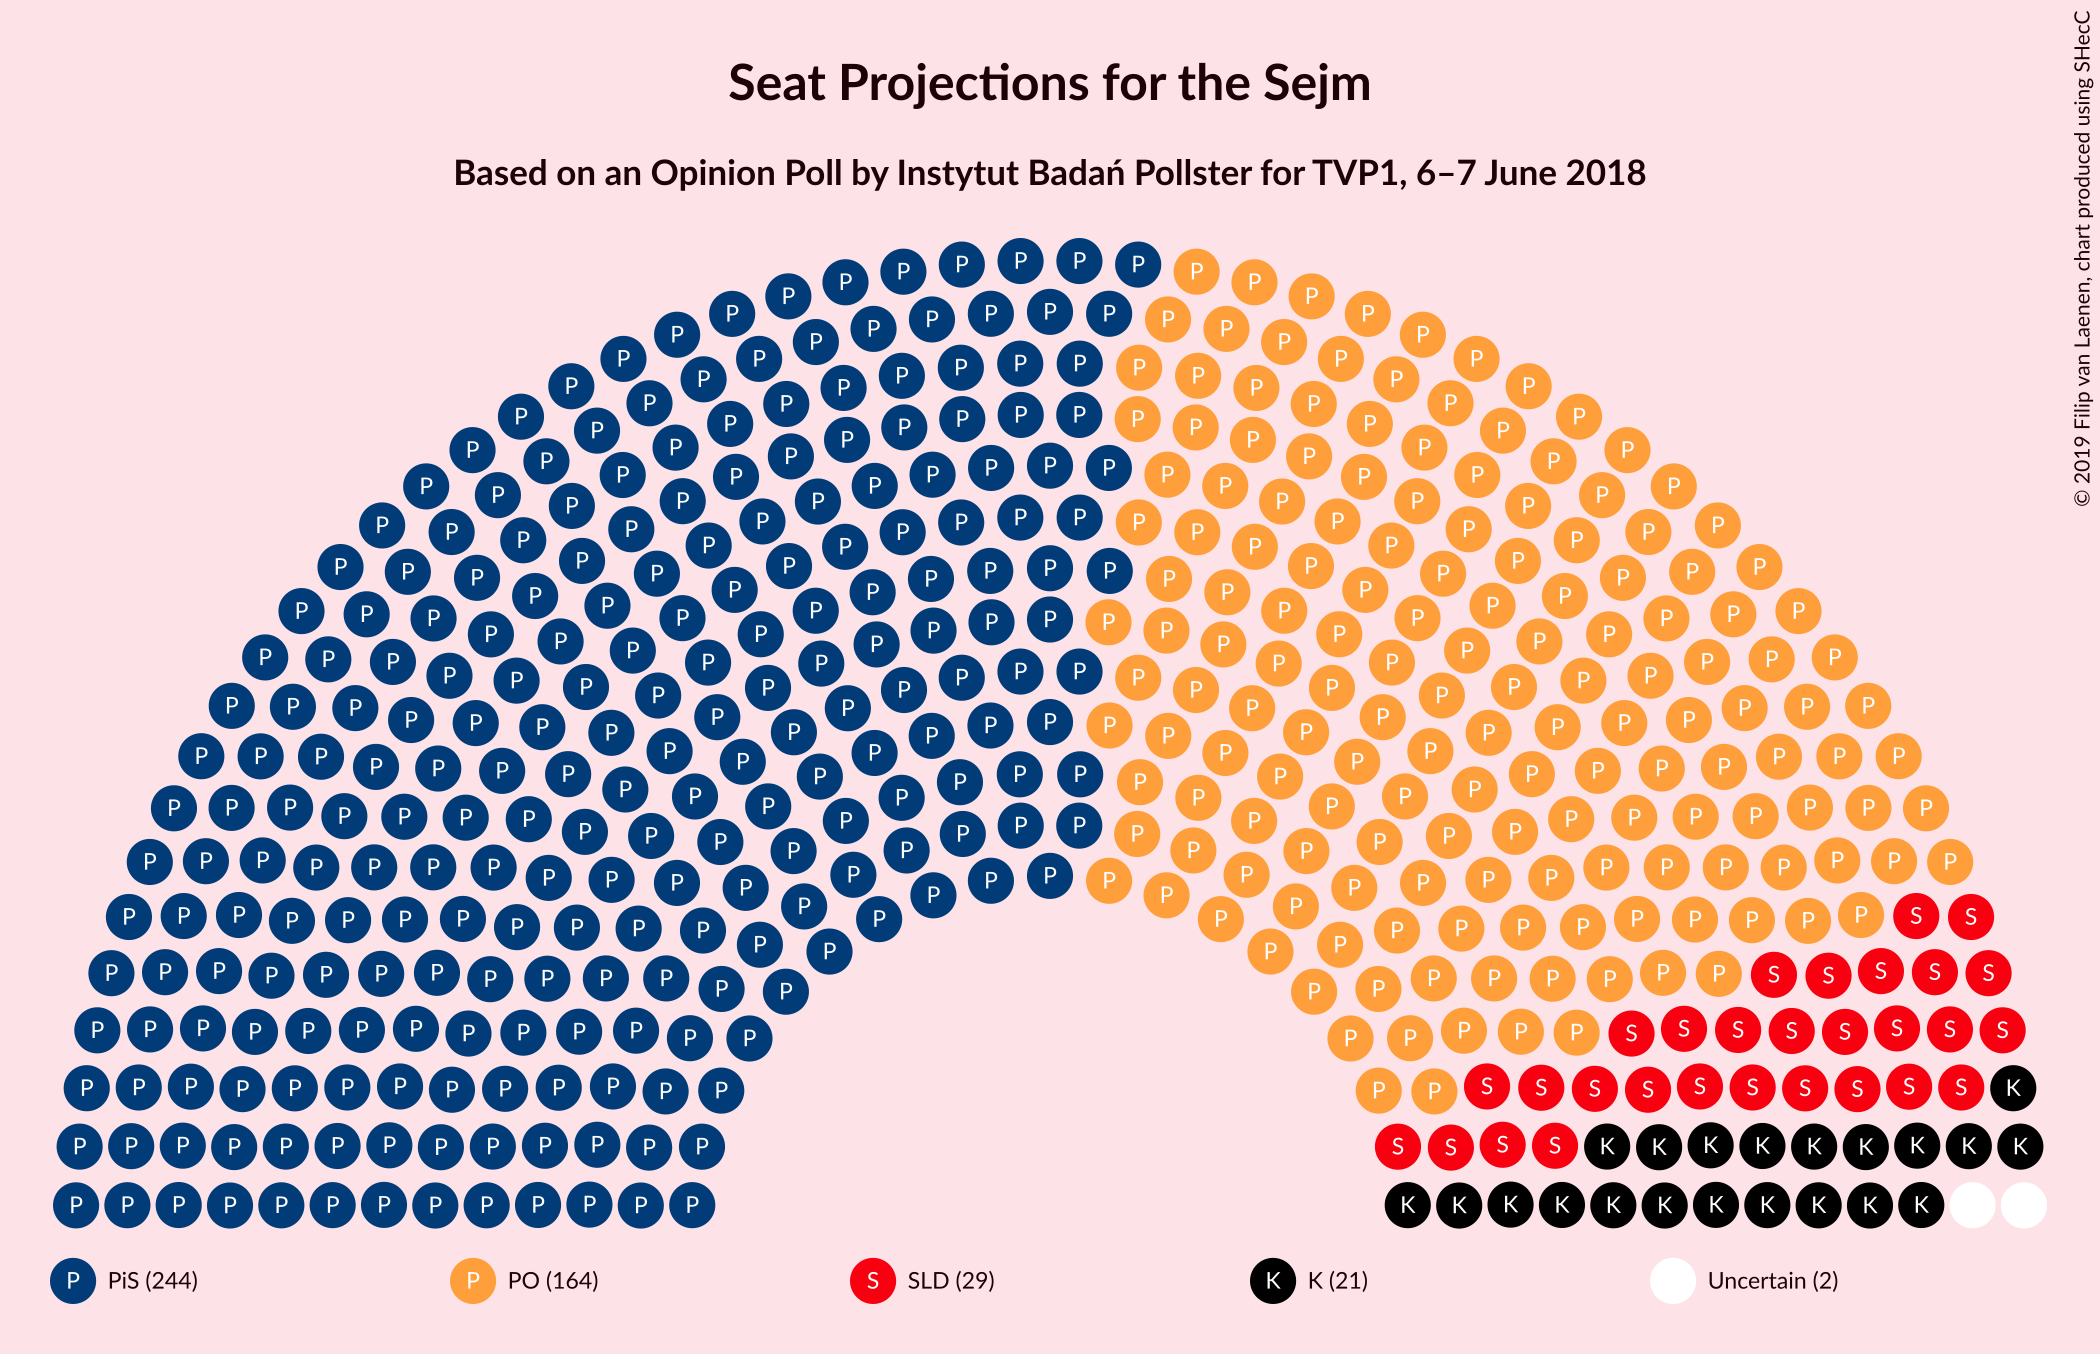 Seat Projections for the Sejm
Based on an Opinion Poll by Instytut Badań Pollster for TVP1, 6–7 June 2018
© 2019 Filip van Laenen, chart produced using SHecC
P PiS (244)
P PO (164)
S SLD (29)
K K (21)
Uncertain (2)